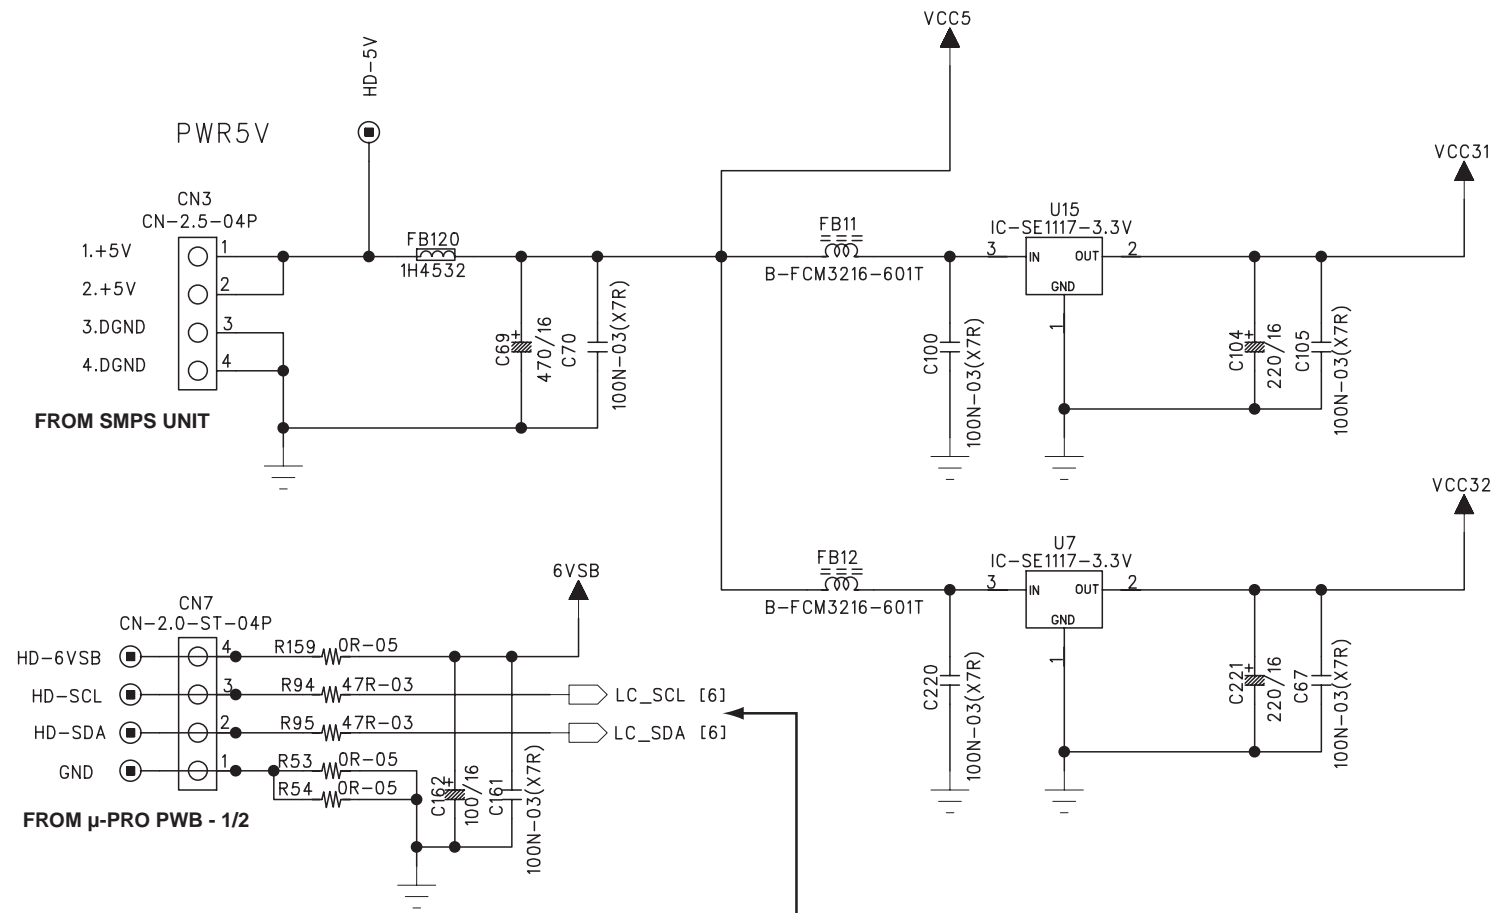 VCC5
HD-5V
PWR5V
VCC31
CN3
CN-2.5-04P
1.+5V
2.+5V
3.DGND
4.DGND
1
2
3
4
FROM SMPS UNIT
FB120
1H4532
C69
+
470/16
C70
100N-03(X7R)
FB11
B-FCM3216-601T
C100
100N-03(X7R)
U15
IC-SE1117-3.3V
3
IN
OUT
2
GND
1
C104
+
220/16
C105
100N-03(X7R)
VCC32
FB12
B-FCM3216-601T
C220
100N-03(X7R)
U7
IC-SE1117-3.3V
3
IN
OUT
2
GND
1
C221
+
220/16
C67
100N-03(X7R)
6VSB
CN7
CN-2.0-ST-04P
HD-6VSB
4
R159
0R-05
HD-SCL
3
R94
47R-03
LC_SCL [6]
HD-SDA
2
R95
47R-03
LC_SDA [6]
GND
1
R53
0R-05
R54
0R-05
C162
+
100/16
C161
100N-03(X7R)
FROM µ-PRO PWB - 1/2